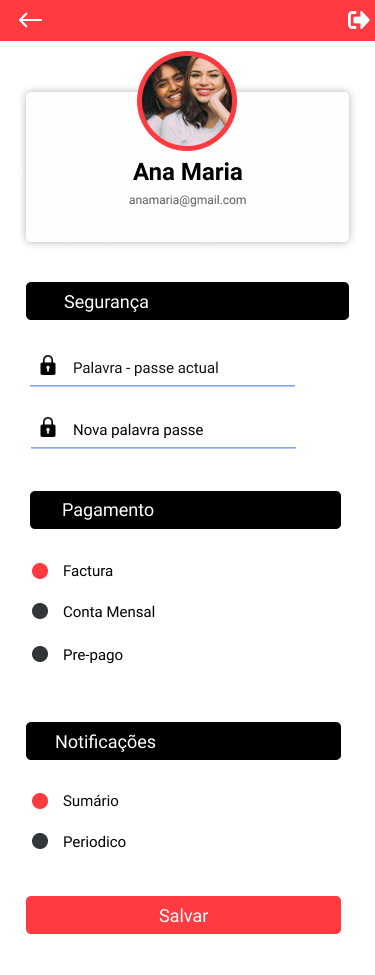 Ana Maria
anamaria@gmail.com
Segurança
Palavra - passe actual
Nova palavra passe
Pagamento
Factura
Conta Mensal
Pre-pago
Notificações
Sumário
Periodico
Salvar